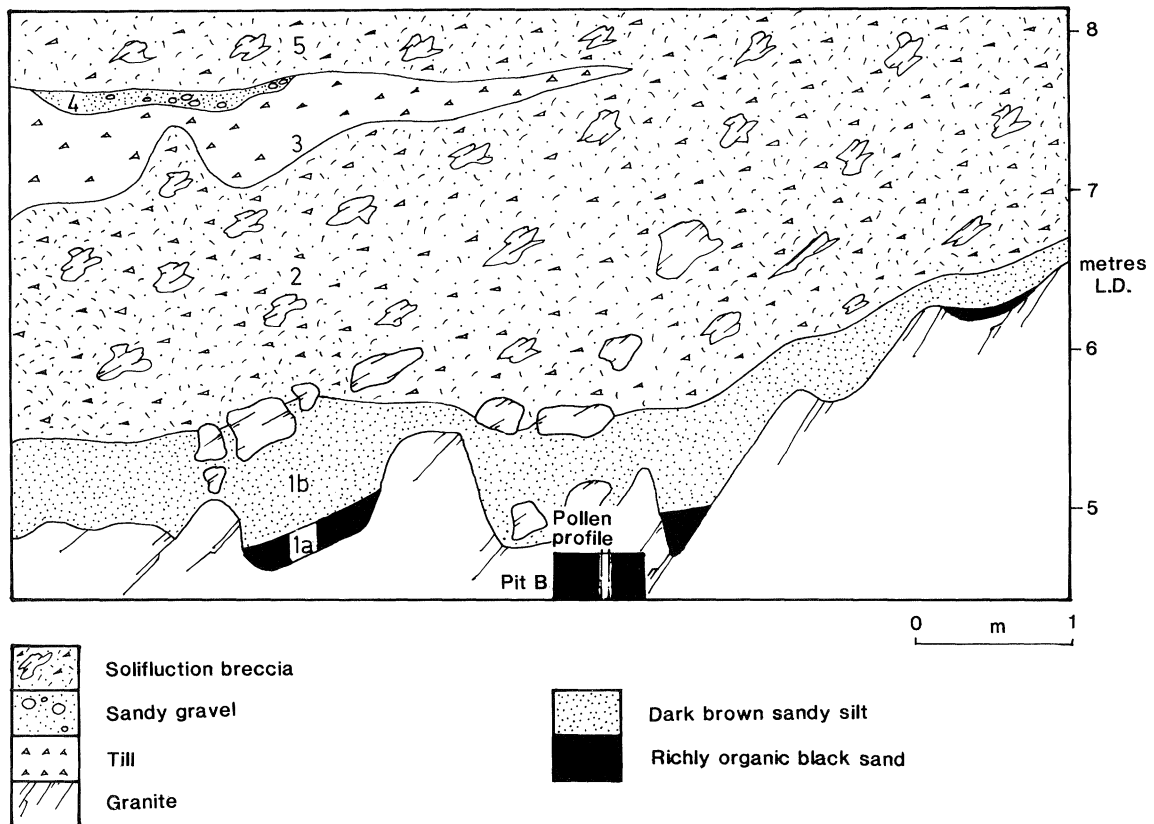 5
8
4
3
7
2
metres
L.D.
6
1b
5
Pollen
profile
1a
Pit B
0 m 1
Solifluction breccia
Sandy gravel
Till
Granite
Dark brown sandy silt
Richly organic black sand